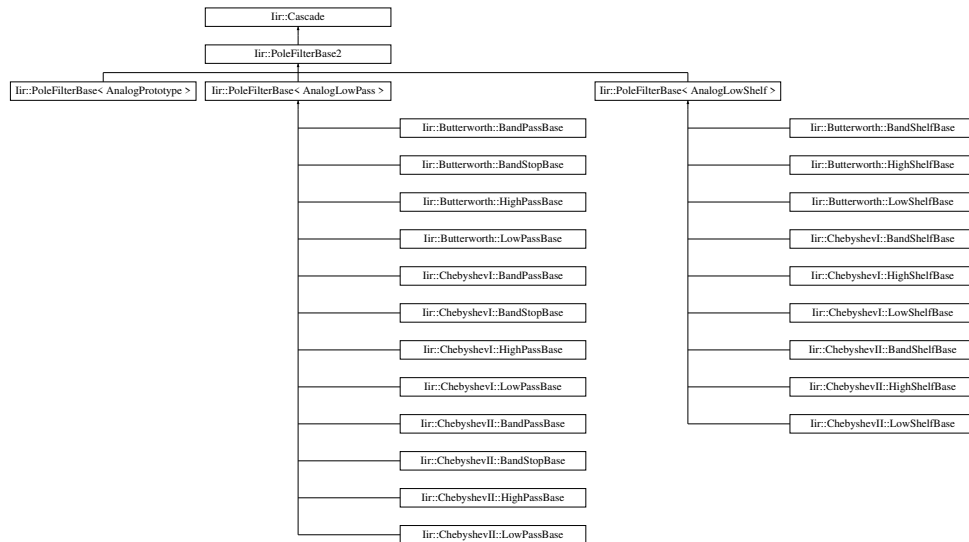 Iir::Cascade
Iir::PoleFilterBase2
Iir::PoleFilterBase< AnalogPrototype >
Iir::PoleFilterBase< AnalogLowPass >
Iir::PoleFilterBase< AnalogLowShelf >
Iir::Butterworth::BandPassBase
Iir::Butterworth::BandStopBase
Iir::Butterworth::HighPassBase
Iir::Butterworth::LowPassBase
Iir::ChebyshevI::BandPassBase
Iir::ChebyshevI::BandStopBase
Iir::ChebyshevI::HighPassBase
Iir::ChebyshevI::LowPassBase
Iir::ChebyshevII::BandPassBase
Iir::ChebyshevII::BandStopBase
Iir::ChebyshevII::HighPassBase
Iir::ChebyshevII::LowPassBase
Iir::Butterworth::BandShelfBase
Iir::Butterworth::HighShelfBase
Iir::Butterworth::LowShelfBase
Iir::ChebyshevI::BandShelfBase
Iir::ChebyshevI::HighShelfBase
Iir::ChebyshevI::LowShelfBase
Iir::ChebyshevII::BandShelfBase
Iir::ChebyshevII::HighShelfBase
Iir::ChebyshevII::LowShelfBase